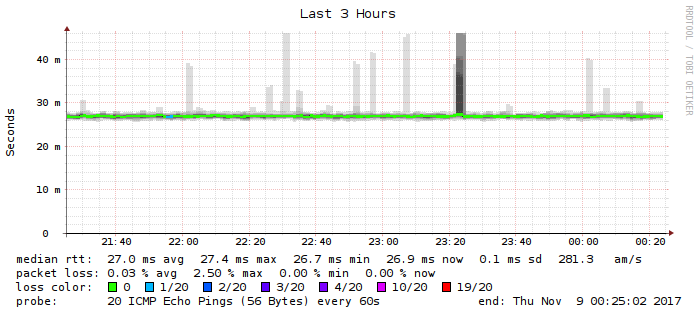 Last 3 Hours
RRDTOOL / TOBI OETIKER
Seconds
40 m
30 m
20 m
10 m
0
21:40 22:00 22:20 22:40 23:00 23:20 23:40 00:00 00:20
median rtt: 27.0 ms avg 27.4 ms max 26.7 ms min 26.9 ms now 0.1 ms sd 281.3 am/s
packet loss: 0.03 % avg 2.50 % max 0.00 % min 0.00 % now
loss color: 0 1/20 2/20 3/20 4/20 10/20 19/20
probe: 20 ICMP Echo Pings (56 Bytes) every 60s end: Thu Nov 9 00:25:02 2017